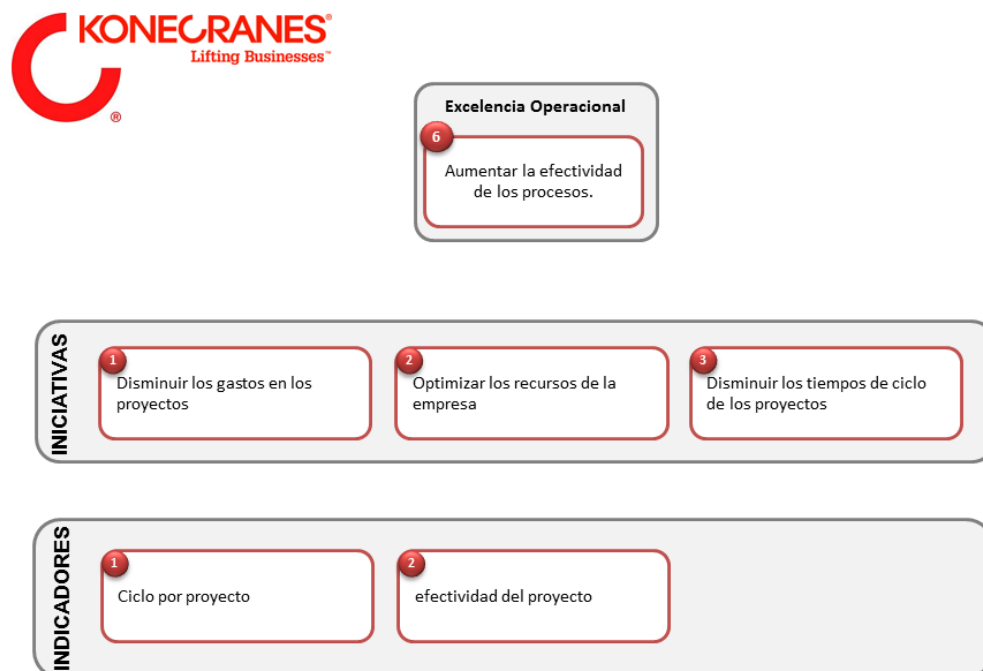 KONECRANES®
Lifting Businesses™
®
Excelencia Operacional
6
Aumentar la efectividad
de los procesos.
INICIATIVAS
1
Disminuir los gastos en los
proyectos
2
Optimizar los recursos de la
empresa
3
Disminuir los tiempos de ciclo
de los proyectos
INDICADORES
1
Ciclo por proyecto
2
efectividad del proyecto